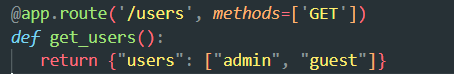 @app.route('/users', methods=['GET'])
def get_users():
    return {"users": ["admin", "guest"]}